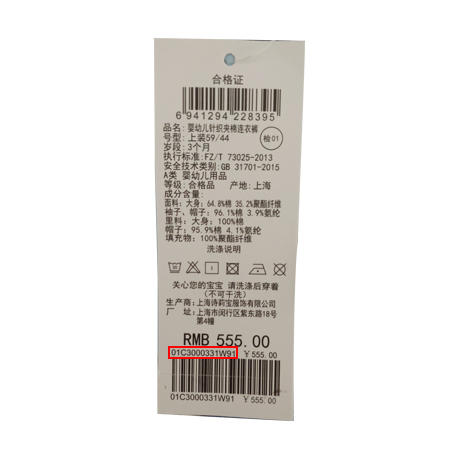 合格证
6 941294 228395
品名: 婴幼儿针织夹棉连衣裤
号型: 上装59/44
检01
岁段: 3个月
执行标准:FZ/T 73025-2013
安全技术类别:GB 31701-2015
A类 婴幼儿用品
等级: 合格品 产地: 上海
成分含量:
面料: 大身: 64.8%棉 35.2%聚酯纤维
袖子、帽子: 96.1%棉 3.9%氨纶
里料: 大身: 100%棉
帽子: 95.9%棉 4.1%氨纶
填充物: 100%聚酯纤维
洗涤说明
关心您的宝宝 请洗涤后穿着
(不可干洗)
生产商: 上海诗莉宝服饰有限公司
厂 址: 上海市闵行区紫东路18号
第4幢
RMB 555.00
01C3000331W91 ￥555.00
01C3000331W91 ￥555.00